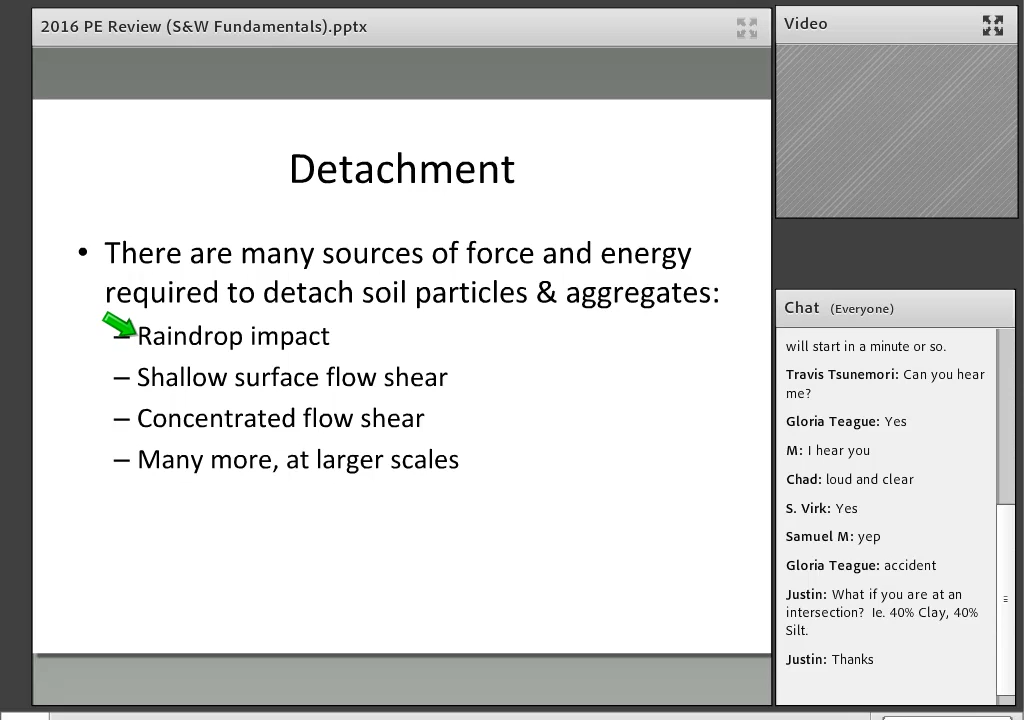 2016 PE Review (S&W Fundamentals).pptx
Detachment
• There are many sources of force and energy
required to detach soil particles & aggregates:
– Raindrop impact
– Shallow surface flow shear
– Concentrated flow shear
– Many more, at larger scales
Video
Chat (Everyone)
will start in a minute or so.
Travis Tsunemori: Can you hear
me?
Gloria Teague: Yes
M: I hear you
Chad: loud and clear
S. Virk: Yes
Samuel M: yep
Gloria Teague: accident
Justin: What if you are at an
intersection? Ie. 40% Clay, 40%
Silt.
Justin: Thanks